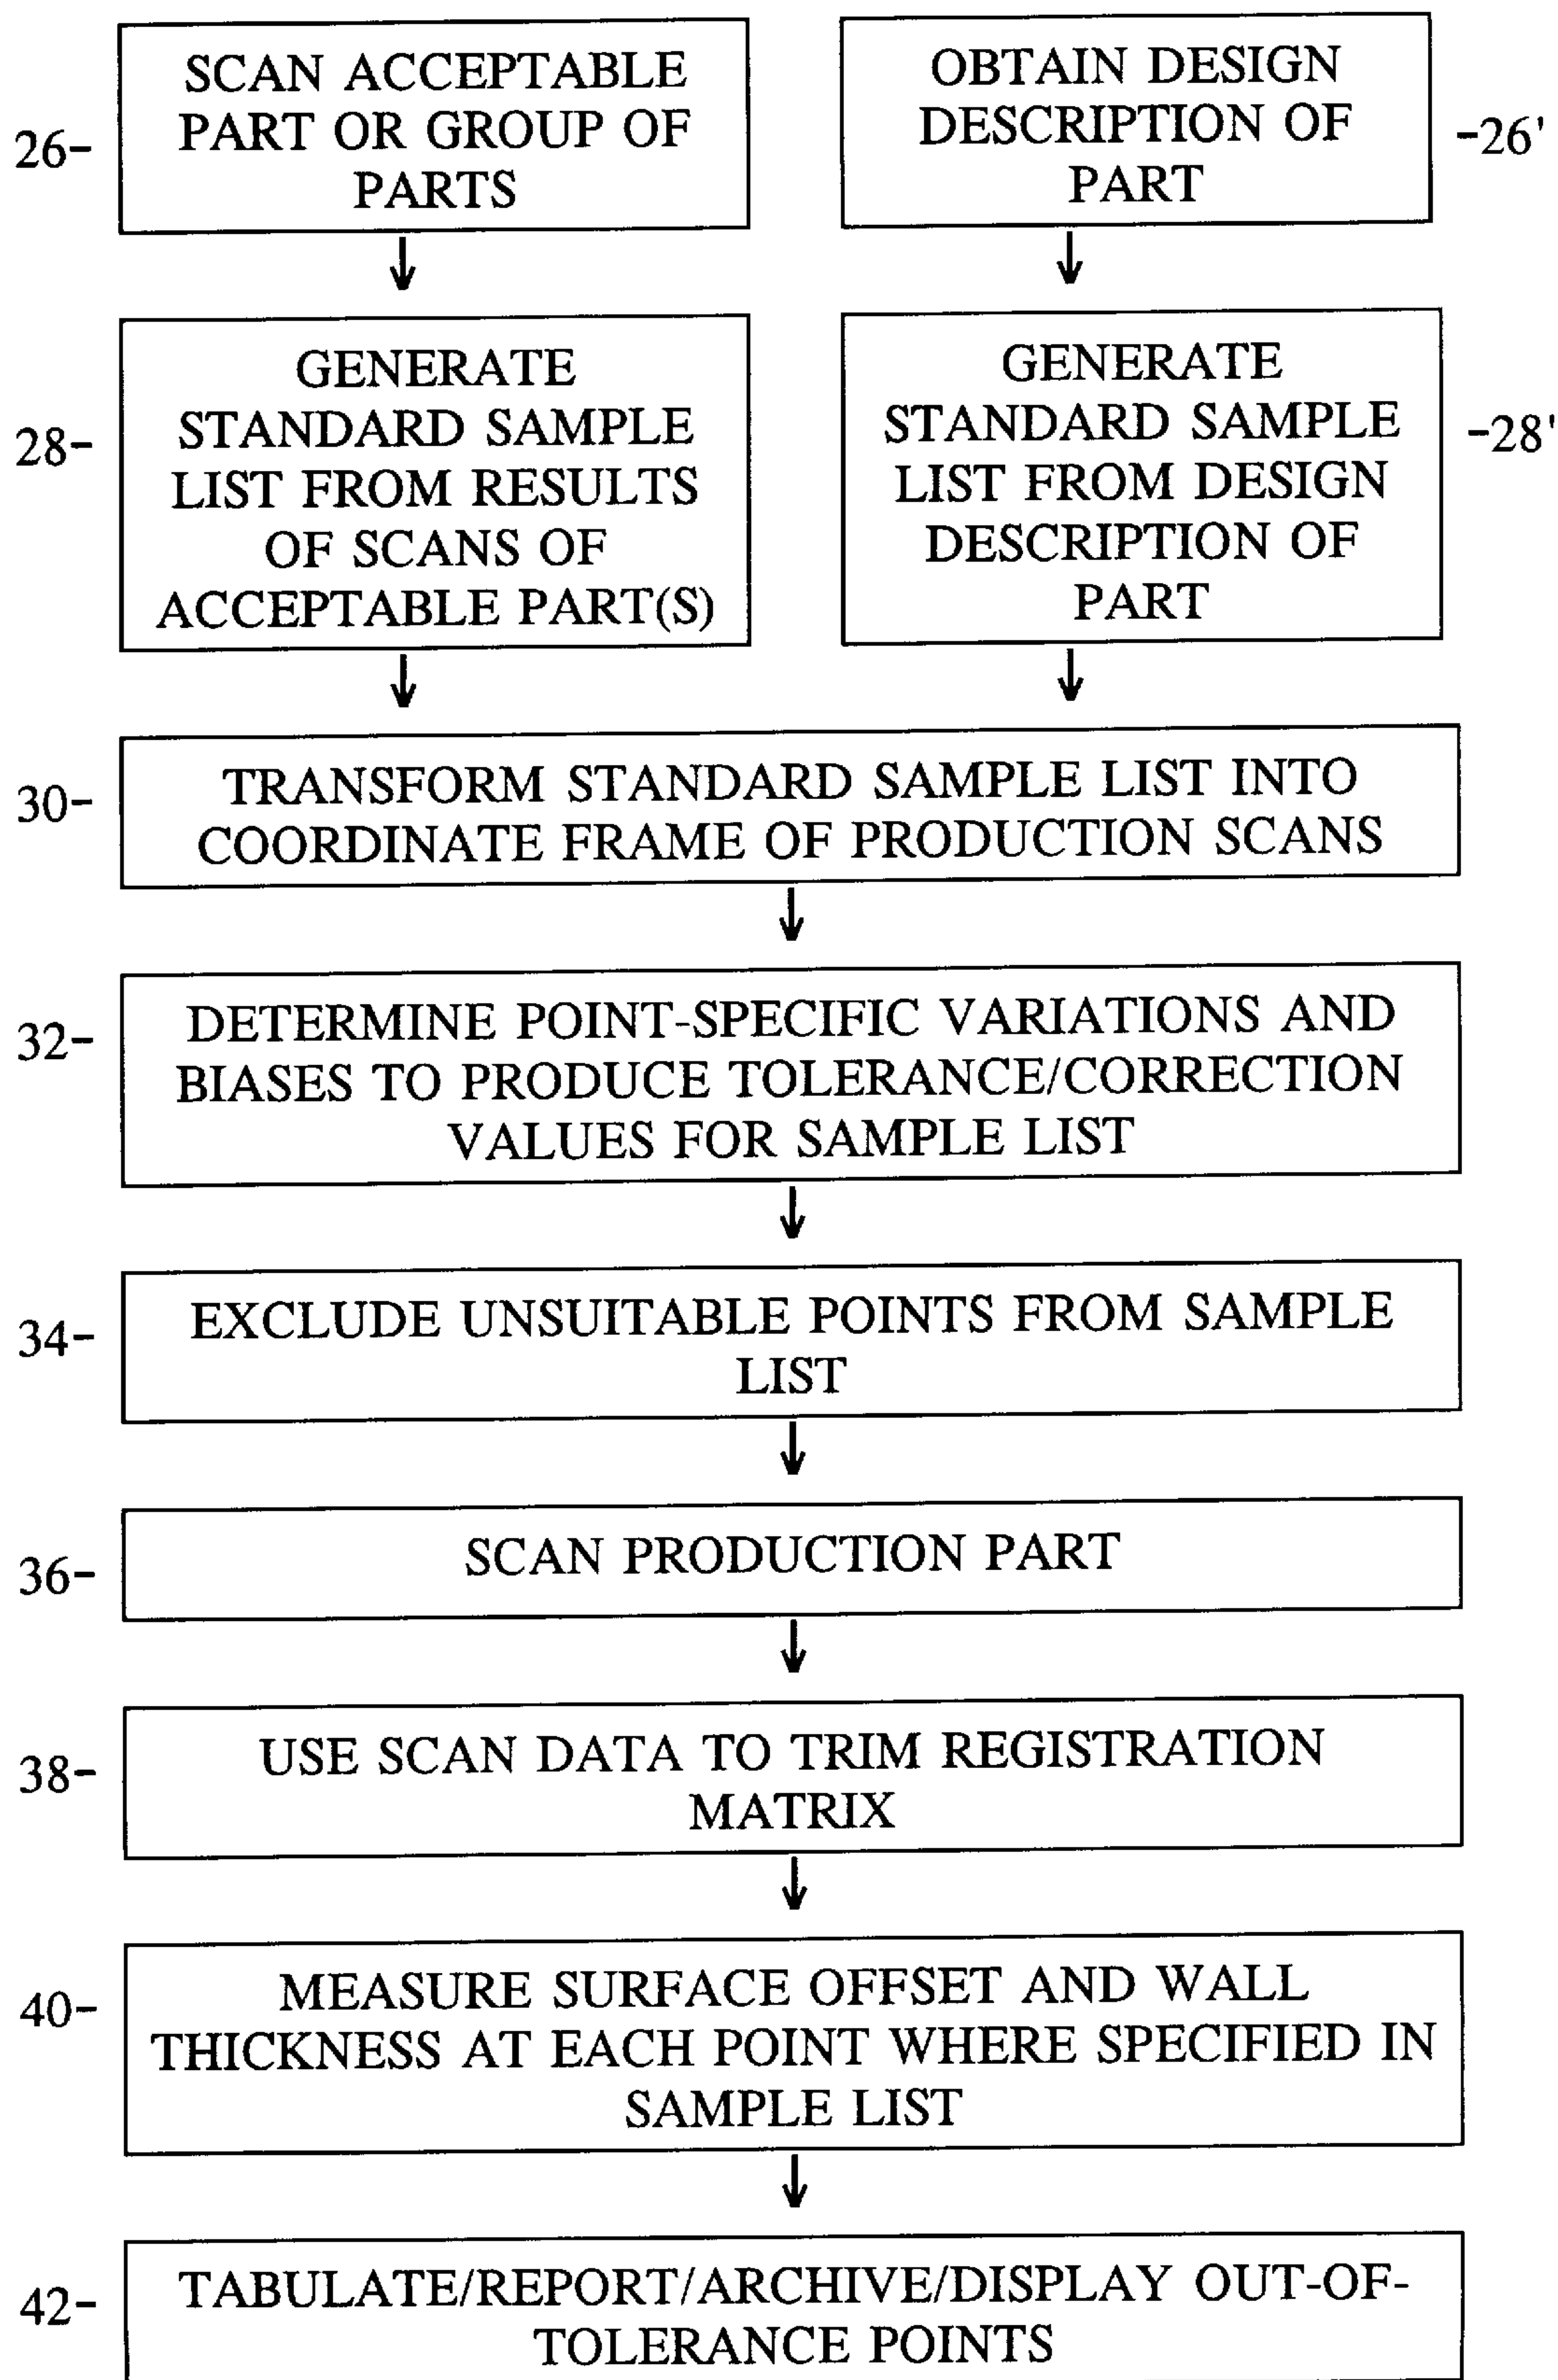 26-
SCAN ACCEPTABLE
PART OR GROUP OF
PARTS
OBTAIN DESIGN
DESCRIPTION OF
PART
-26'
28-
GENERATE
STANDARD SAMPLE
LIST FROM RESULTS
OF SCANS OF
ACCEPTABLE PART(S)
GENERATE
STANDARD SAMPLE
LIST FROM DESIGN
DESCRIPTION OF
PART
-28'
30-
TRANSFORM STANDARD SAMPLE LIST INTO
COORDINATE FRAME OF PRODUCTION SCANS
32-
DETERMINE POINT-SPECIFIC VARIATIONS AND
BIASES TO PRODUCE TOLERANCE/CORRECTION
VALUES FOR SAMPLE LIST
34-
EXCLUDE UNSUITABLE POINTS FROM SAMPLE
LIST
36-
SCAN PRODUCTION PART
38-
USE SCAN DATA TO TRIM REGISTRATION
MATRIX
40-
MEASURE SURFACE OFFSET AND WALL
THICKNESS AT EACH POINT WHERE SPECIFIED IN
SAMPLE LIST
42-
TABULATE/REPORT/ARCHIVE/DISPLAY OUT-OF-
TOLERANCE POINTS